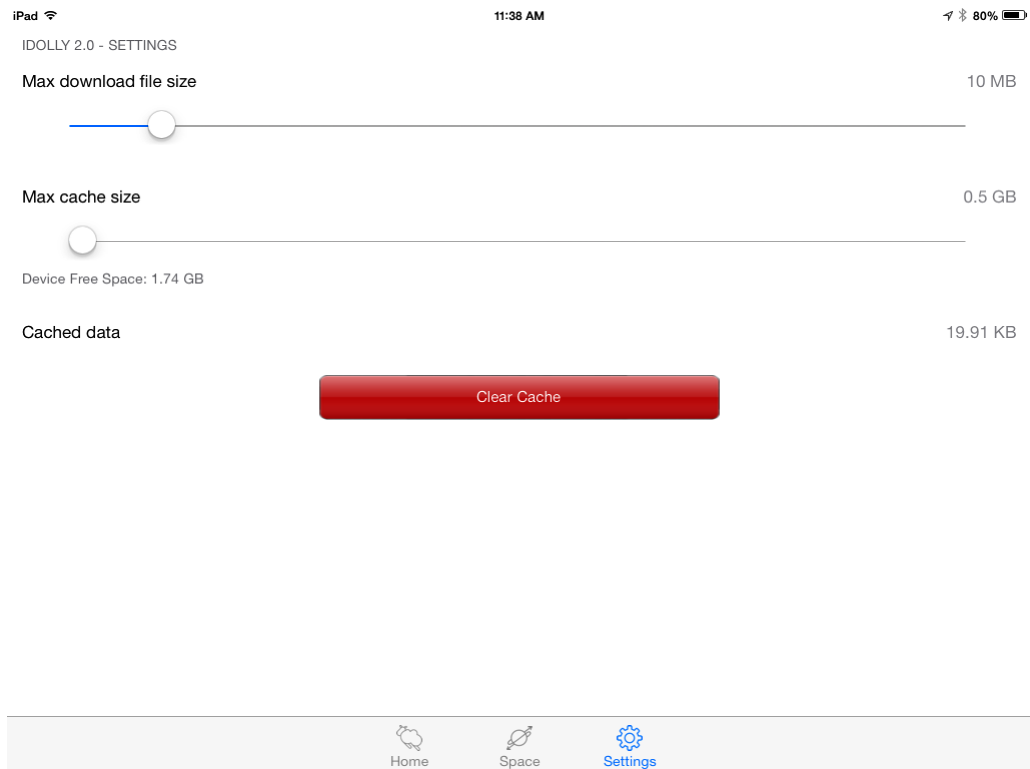 iPad 11:38 AM 80%
IDOLLY 2.0 - SETTINGS
Max download file size 10 MB
Max cache size 0.5 GB
Device Free Space: 1.74 GB
Cached data 19.91 KB
Clear Cache
Home Space Settings